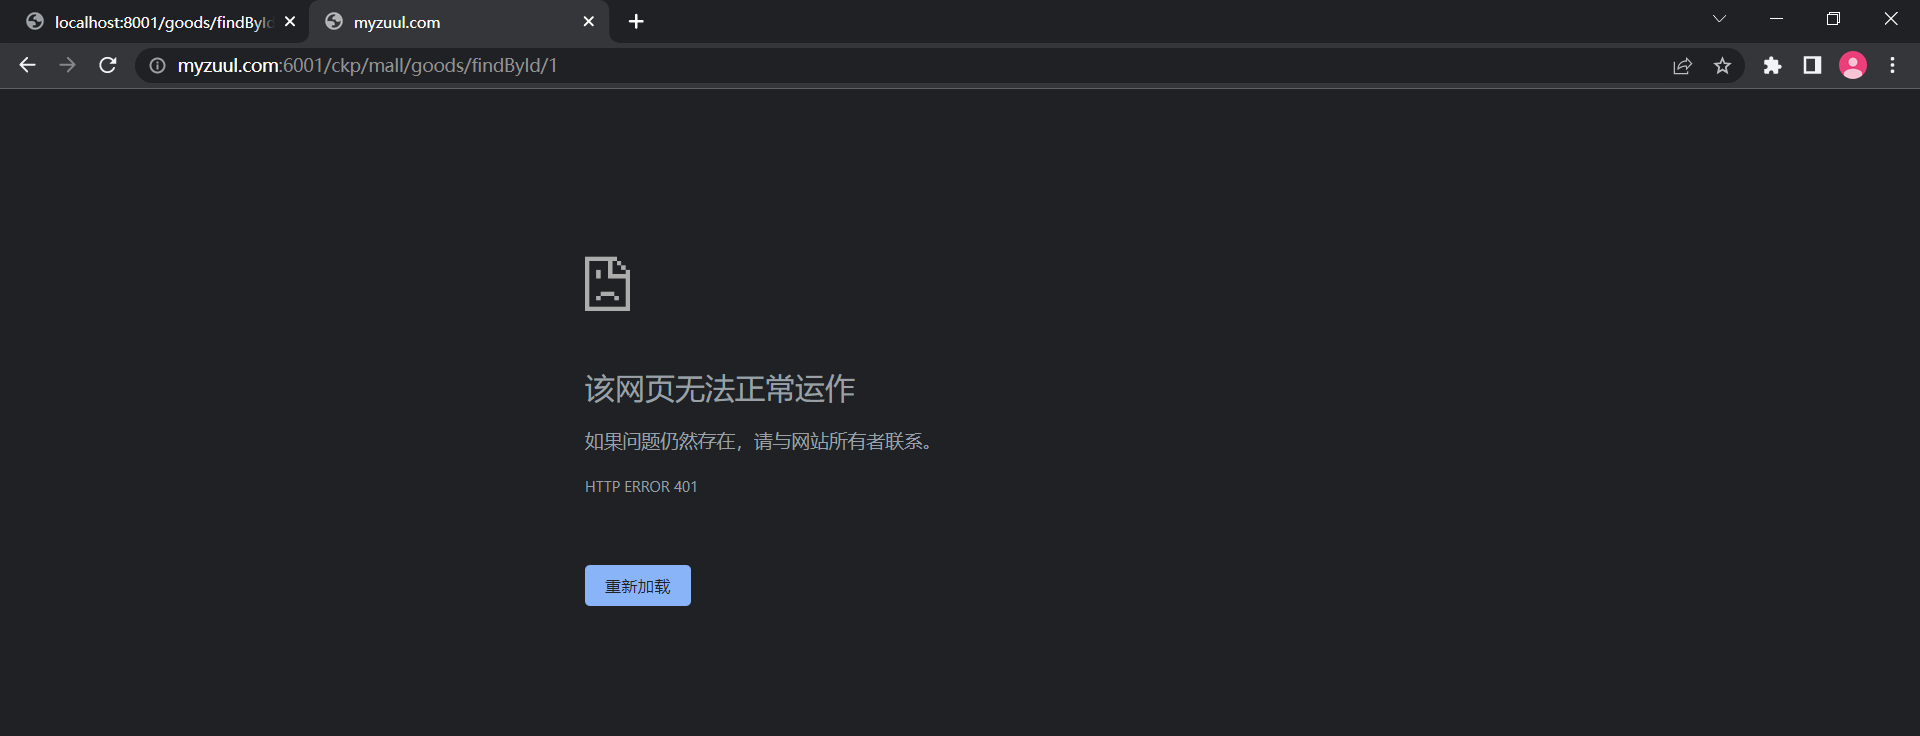 localhost:8001/goods/findById
myzuul.com
myzuul.com:6001/ckp/mall/goods/findById/1
该网页无法正常运作
如果问题仍然存在，请与网站所有者联系。
HTTP ERROR 401
重新加载